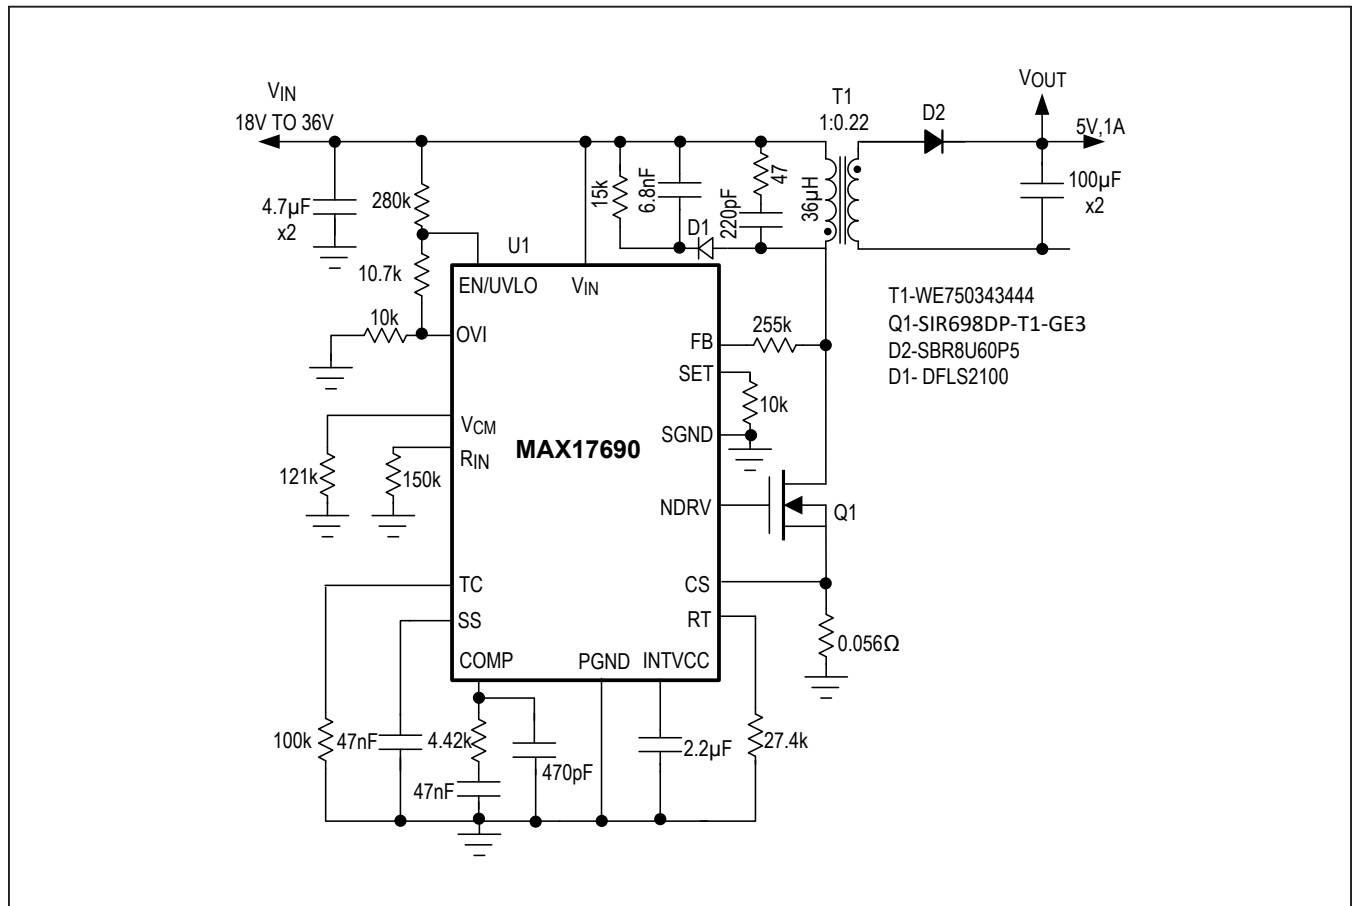 VIN
18V TO 36V
4.7µF
x2
280k
10.7k
10k
15k
6.8nF
47
220pF
D1
36µH
T1
1:0.22
D2
VOUT
5V,1A
100µF
x2
T1-WE750343444
Q1-SIR698DP-T1-GE3
D2-SBR8U60P5
D1- DFLS2100
U1
EN/UVLO
VIN
OVI
FB
255k
SET
10k
SGND
VCM
RIN
MAX17690
121k
150k
NDRV
Q1
TC
CS
SS
RT
0.056Ω
COMP
PGND
INTVCC
100k
47nF
4.42k
47nF
470pF
2.2µF
27.4k